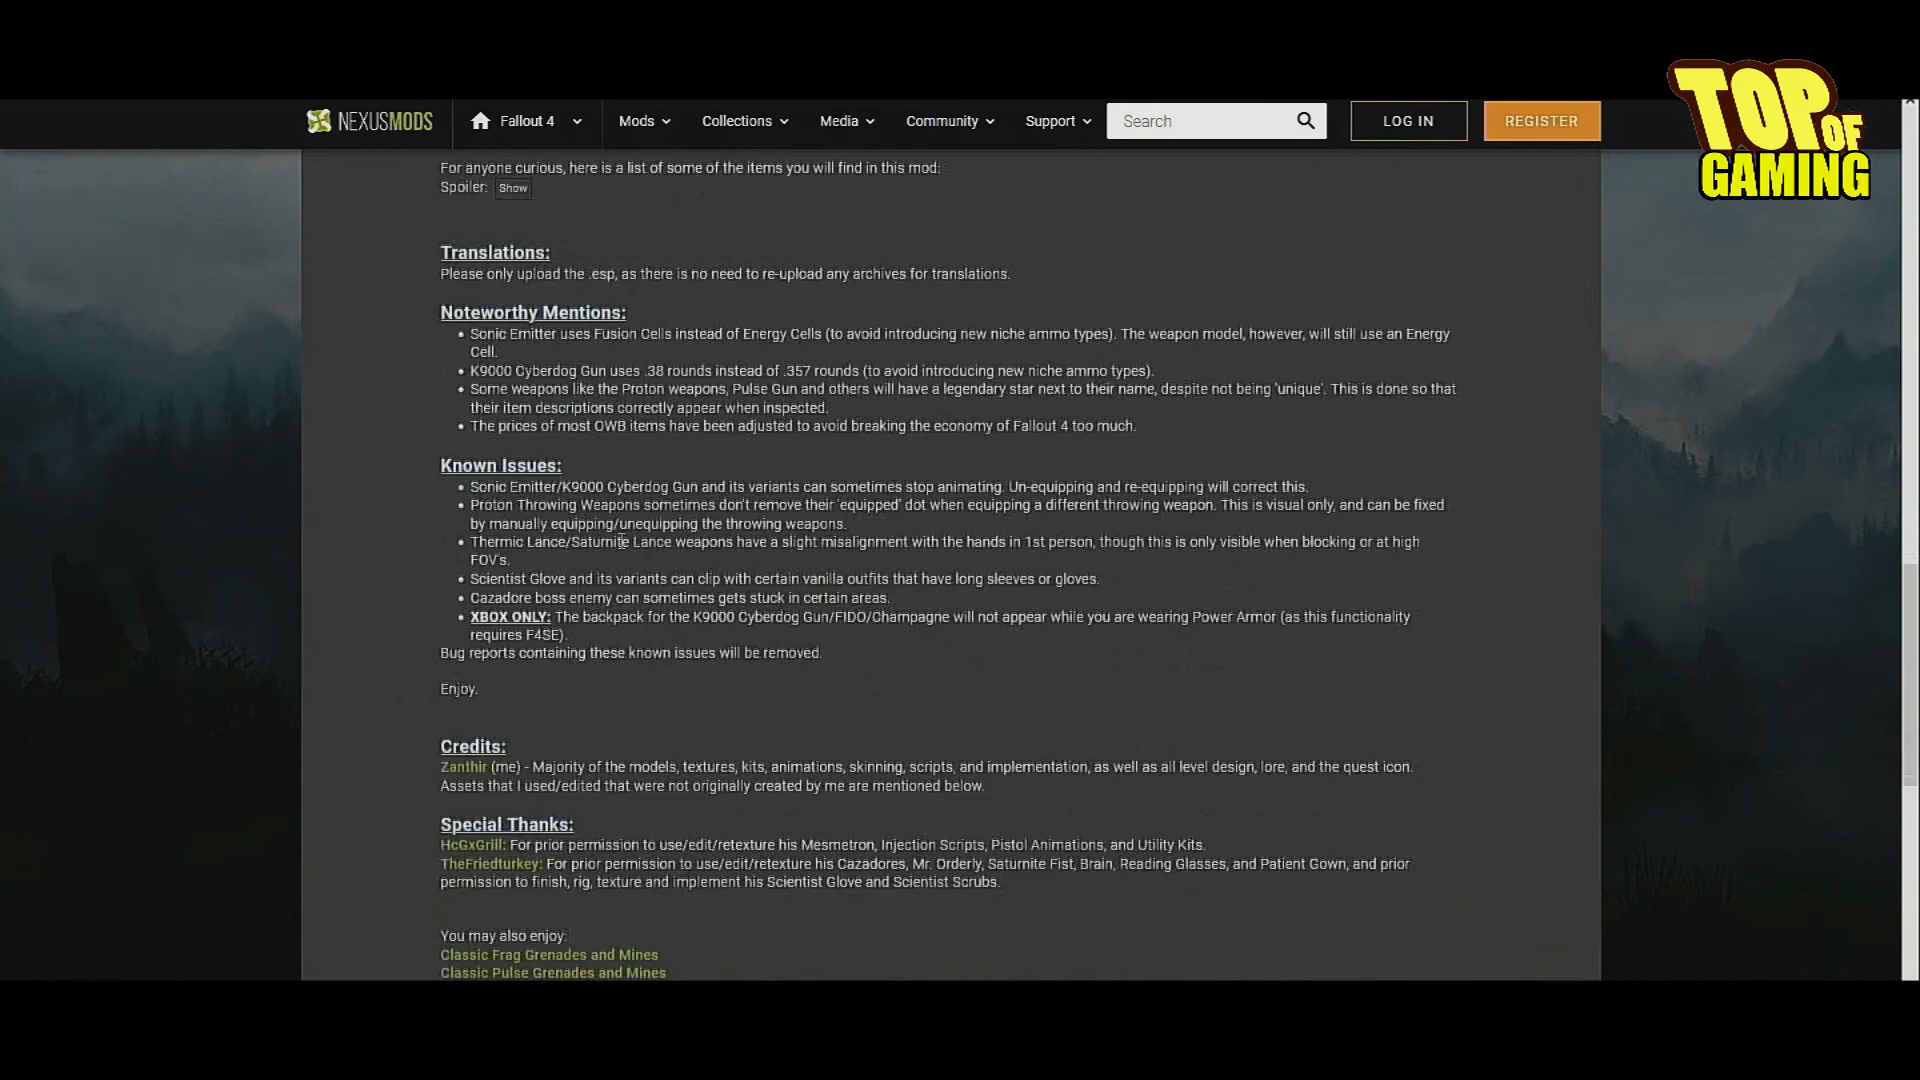 NEXUSMODS
Fallout 4
Mods
Collections
Media
Community
Support
Search
LOG IN
REGISTER
TOP OF GAMING
For anyone curious, here is a list of some of the items you will find in this mod:
Spoiler: Show
Translations:
Please only upload the .esp, as there is no need to re-upload any archives for translations.
Noteworthy Mentions:
• Sonic Emitter uses Fusion Cells instead of Energy Cells (to avoid introducing new niche ammo types). The weapon model, however, will still use an Energy
Cell.
• K9000 Cyberdog Gun uses .38 rounds instead of .357 rounds (to avoid introducing new niche ammo types).
• Some weapons like the Proton weapons, Pulse Gun and others will have a legendary star next to their name, despite not being 'unique'. This is done so that
their item descriptions correctly appear when inspected.
• The prices of most OWB items have been adjusted to avoid breaking the economy of Fallout 4 too much.
Known Issues:
• Sonic Emitter/K9000 Cyberdog Gun and its variants can sometimes stop animating. Un-equipping and re-equipping will correct this.
• Proton Throwing Weapons sometimes don't remove their 'equipped' dot when equipping a different throwing weapon. This is visual only, and can be fixed
by manually equipping/unequipping the throwing weapons.
• Thermic Lance/Saturnite Lance weapons have a slight misalignment with the hands in 1st person, though this is only visible when blocking or at high
FOV's.
• Scientist Glove and its variants can clip with certain vanilla outfits that have long sleeves or gloves.
• Cazadore boss enemy can sometimes gets stuck in certain areas.
• XBOX ONLY: The backpack for the K9000 Cyberdog Gun/FIDO/Champagne will not appear while you are wearing Power Armor (as this functionality
requires F4SE).
Bug reports containing these known issues will be removed.
Enjoy.
Credits:
Zanthir (me) - Majority of the models, textures, kits, animations, skinning, scripts, and implementation, as well as all level design, lore, and the quest icon.
Assets that I used/edited that were not originally created by me are mentioned below.
Special Thanks:
HcGxGrill: For prior permission to use/edit/retexture his Mesmetron, Injection Scripts, Pistol Animations, and Utility Kits.
TheFriedturkey: For prior permission to use/edit/retexture his Cazadores, Mr. Orderly, Saturnite Fist, Brain, Reading Glasses, and Patient Gown, and prior
permission to finish, rig, texture and implement his Scientist Glove and Scientist Scrubs.
You may also enjoy:
Classic Frag Grenades and Mines
Classic Pulse Grenades and Mines